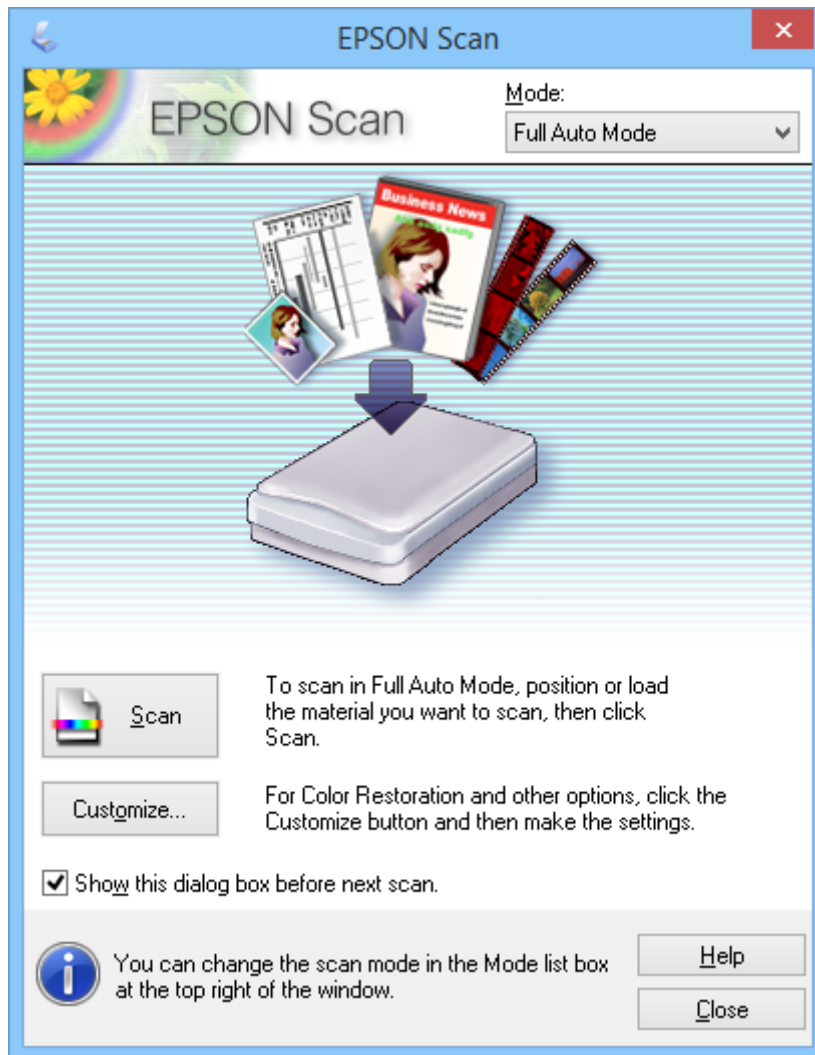 EPSON Scan
EPSON Scan
Mode:
Full Auto Mode
Business News
Scan
To scan in Full Auto Mode, position or load
the material you want to scan, then click
Scan.
Customize...
For Color Restoration and other options, click the
Customize button and then make the settings.
Show this dialog box before next scan.
You can change the scan mode in the Mode list box
at the top right of the window.
Help
Close